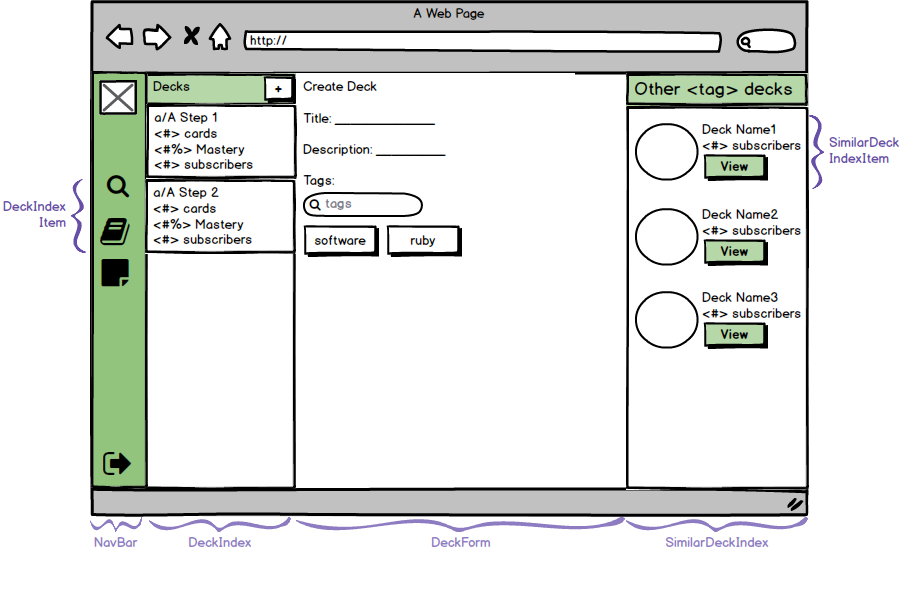 A Web Page
http://
Decks
+
a/A Step 1
<#> cards
<#%> Mastery
<#> subscribers
a/A Step 2
<#> cards
<#%> Mastery
<#> subscribers
DeckIndex
Item
Create Deck
Title: _______________
Description: __________
Tags:
tags
software
ruby
Other <tag> decks
Deck Name1
<#> subscribers
View
Deck Name2
<#> subscribers
View
Deck Name3
<#> subscribers
View
SimilarDeck
IndexItem
NavBar
DeckIndex
DeckForm
SimilarDeckIndex